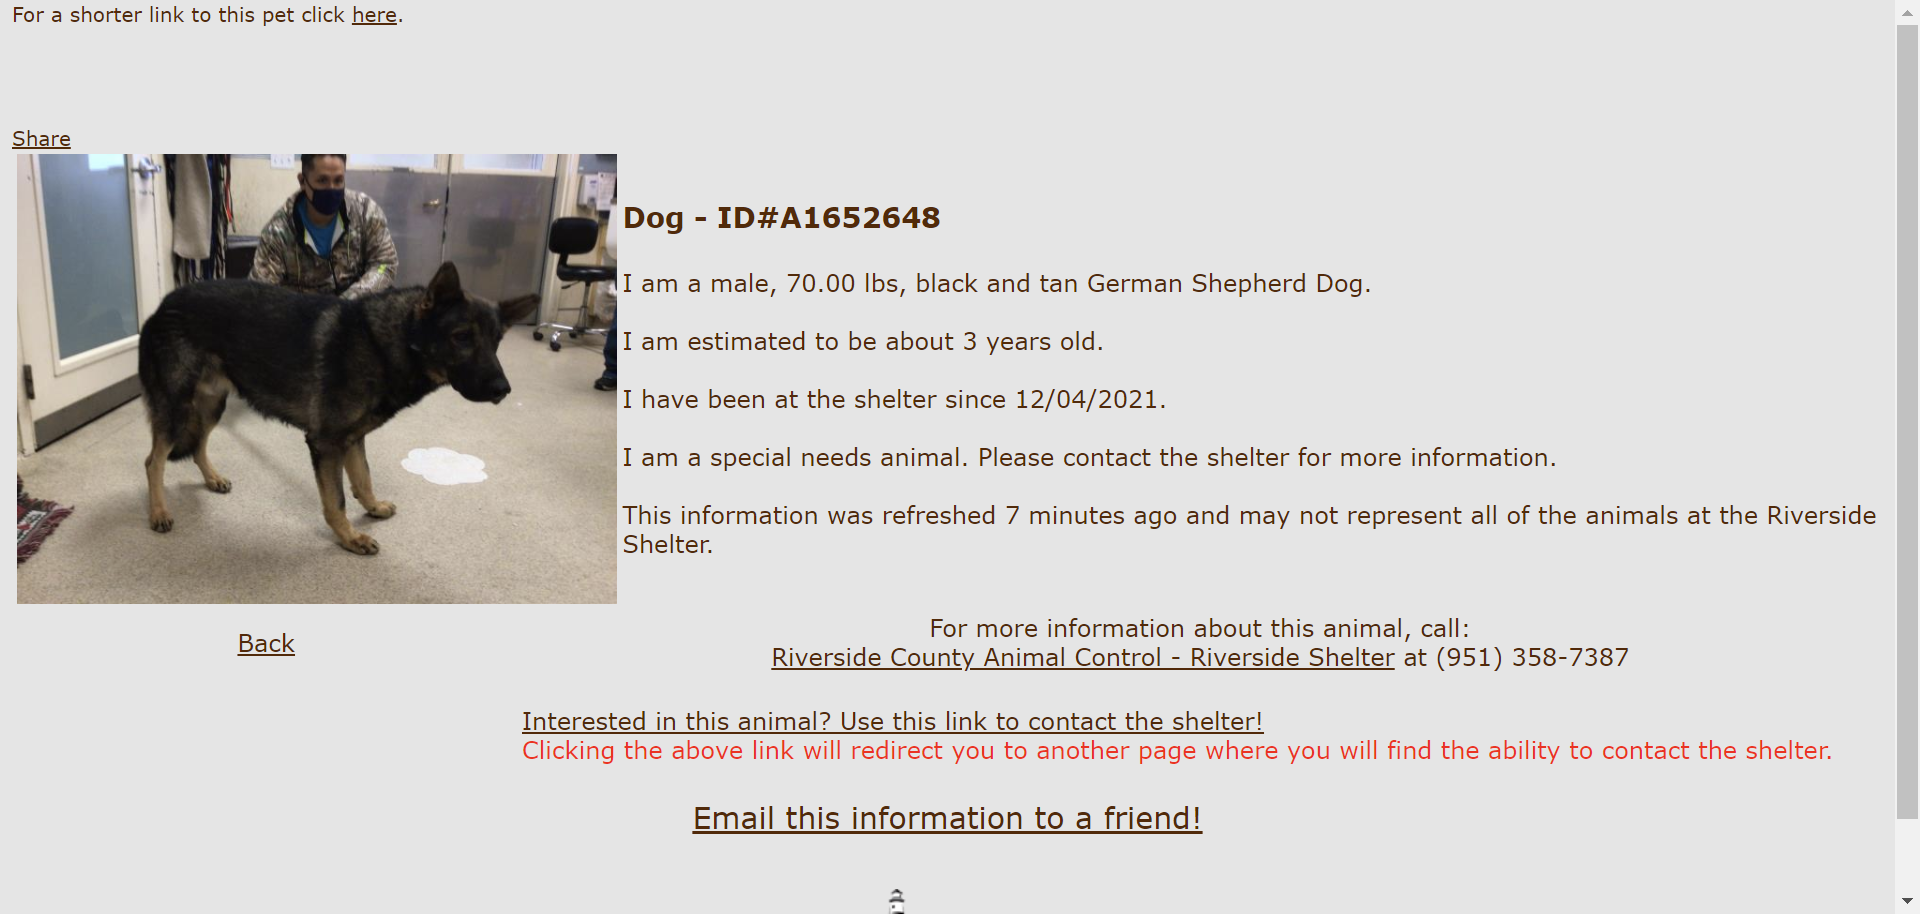 For a shorter link to this pet click here.
Share
Dog - ID#A1652648
I am a male, 70.00 lbs, black and tan German Shepherd Dog.
I am estimated to be about 3 years old.
I have been at the shelter since 12/04/2021.
I am a special needs animal. Please contact the shelter for more information.
This information was refreshed 7 minutes ago and may not represent all of the animals at the Riverside
Shelter.
Back
For more information about this animal, call:
Riverside County Animal Control - Riverside Shelter at (951) 358-7387
Interested in this animal? Use this link to contact the shelter!
Clicking the above link will redirect you to another page where you will find the ability to contact the shelter.
Email this information to a friend!